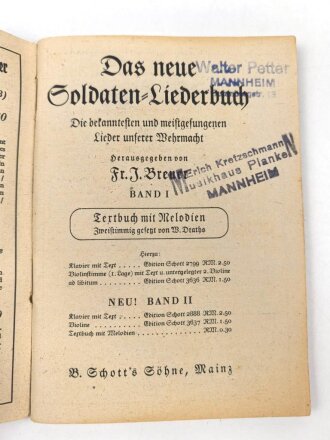 Das neue
Soldaten-Liederbuch
Walter Petter
MANNHEIM
Die bekanntesten und meistgesungenen
Lieder unserer Wehrmacht
Herausgegeben von
Fr. J. Breuer
BAND I
Erich Kretzschmann
Musikhaus Planken
MANNHEIM
Textbuch mit Melodien
Zweistimmig gesetzt von W. Draths
Hierzu:
Klavier mit Text . . . . Edition Schott 2799 RM. 2.50
Violinstimme (1. Lage) mit Text u. untergelegter 2. Violine
ad libitum . . . . Edition Schott 3636 RM. 1.50
NEU! BAND II
Klavier mit Text . . . . Edition Schott 2888 RM. 2.50
Violine . . . . Edition Schott 3637 RM. 1.50
Textbuch mit Melodien . . . . RM. 0.30
B. Schott's Söhne, Mainz